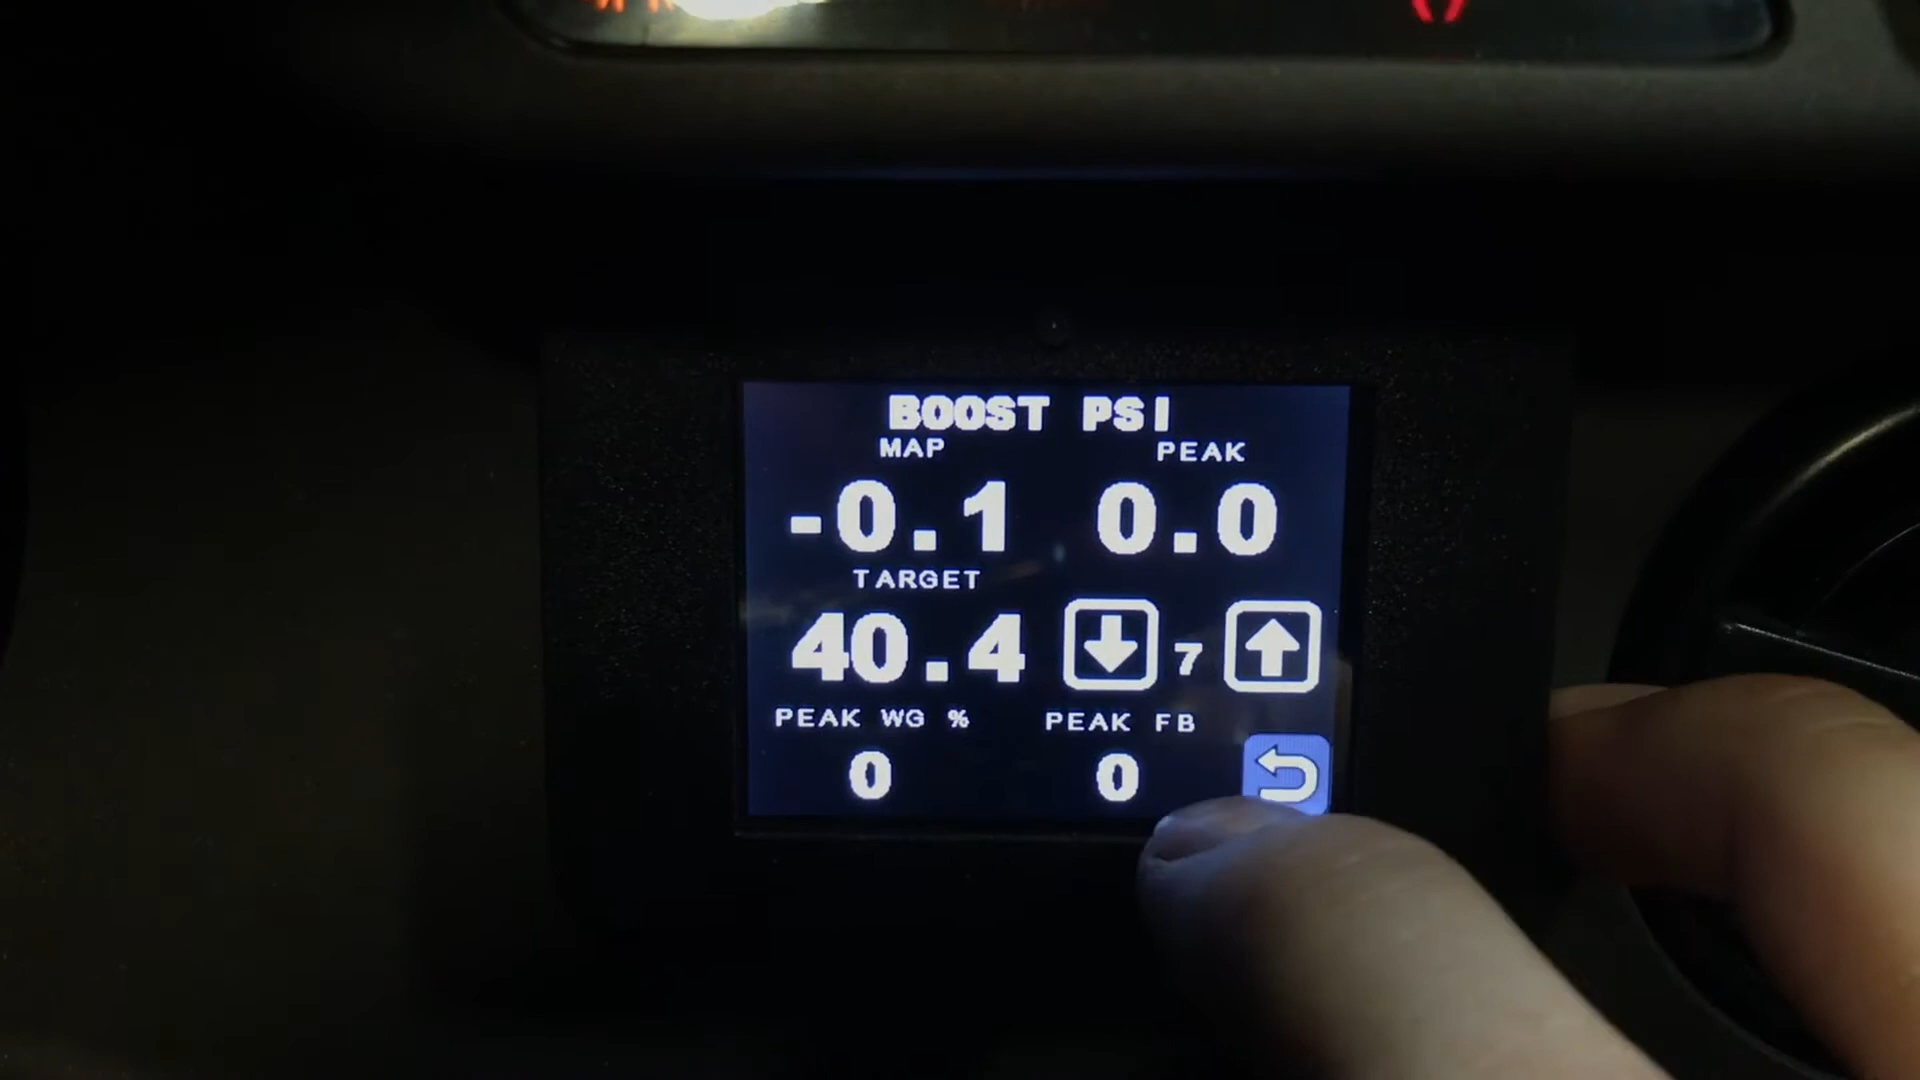 BOOST PSI
MAP PEAK
-0.1 0.0
TARGET
40.4 7
PEAK WG % PEAK FB
0 0